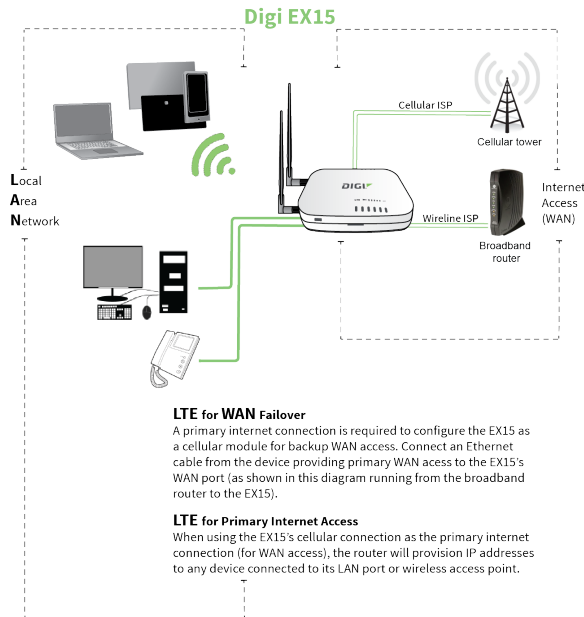 Digi EX15
Cellular ISP
Cellular tower
Local
Area
Network
DIGI
Internet
Access
(WAN)
Wireline ISP
Broadband
router
LTE for WAN Failover
A primary internet connection is required to configure the EX15 as
a cellular module for backup WAN access. Connect an Ethernet
cable from the device providing primary WAN acess to the EX15’s
WAN port (as shown in this diagram running from the broadband
router to the EX15).
LTE for Primary Internet Access
When using the EX15’s cellular connection as the primary internet
connection (for WAN access), the router will provision IP addresses
to any device connected to its LAN port or wireless access point.